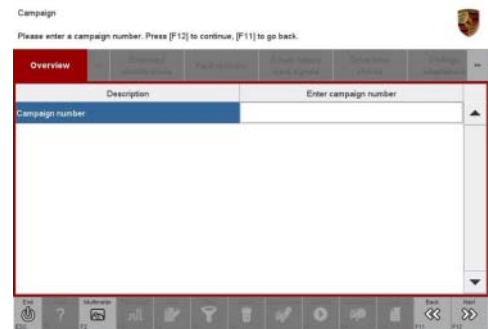 Campaign
Please enter a campaign number. Press [F12] to continue, [F11] to go back.
Overview
Description
Enter campaign number
Campaign number
End
Multimeter
Back
Next
?
ESC
F2
F11
F12